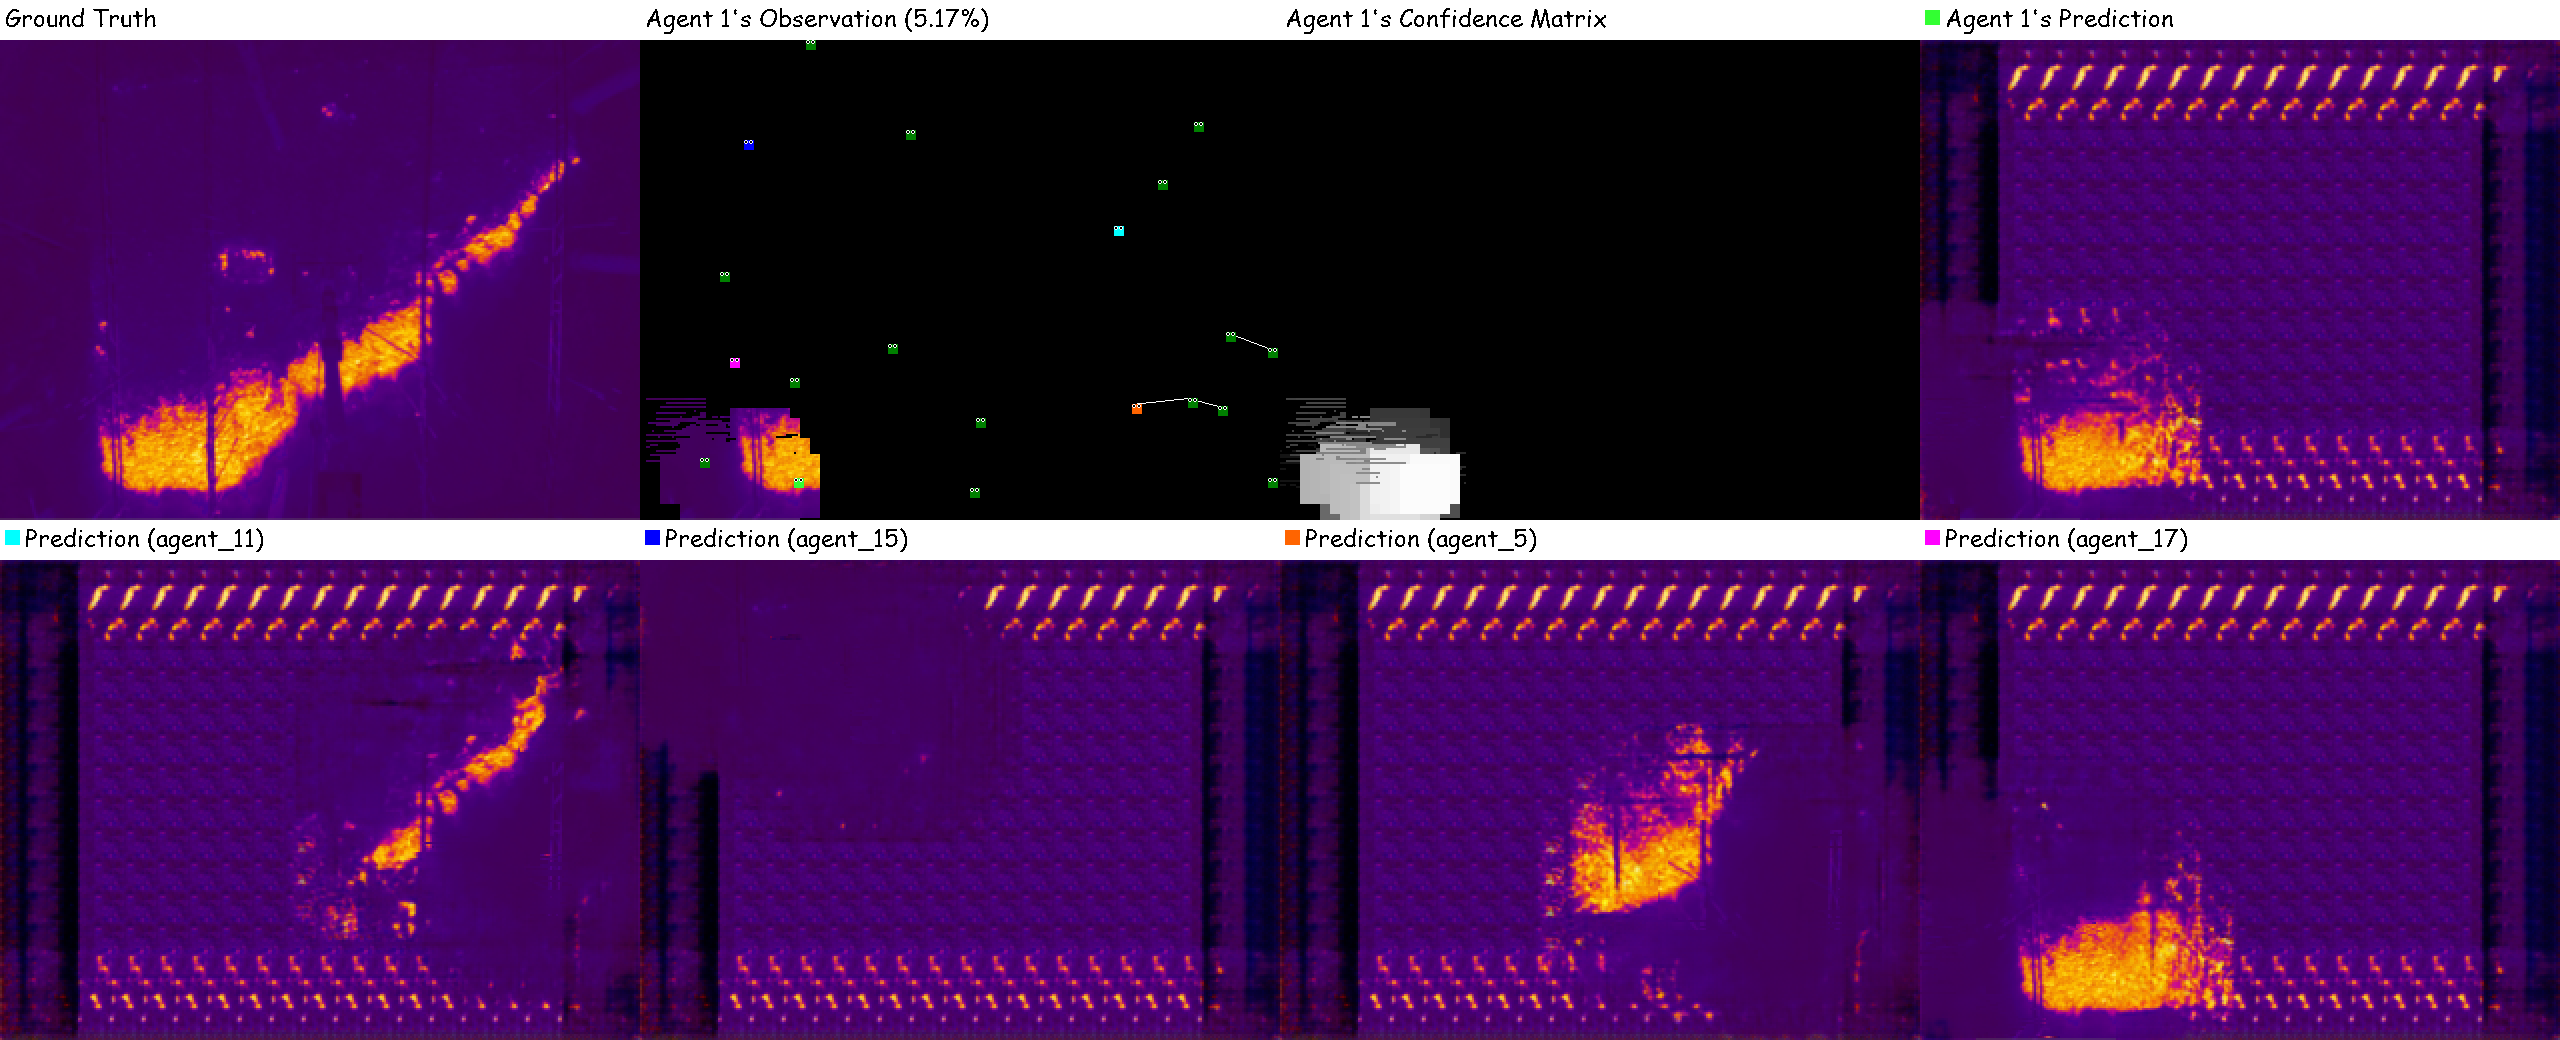 Ground Truth
Agent 1's Observation (5.17%)
Agent 1's Confidence Matrix
Agent 1's Prediction
Prediction (agent_11)
Prediction (agent_15)
Prediction (agent_5)
Prediction (agent_17)